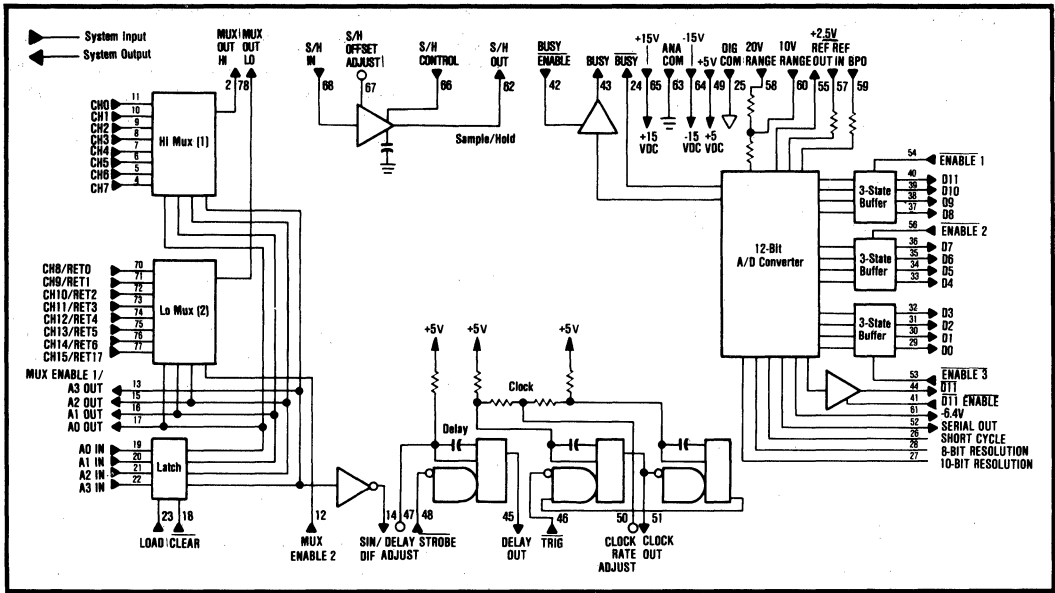 System Input
System Output
MUX OUT HI
MUX OUT LO
2 78
S/H IN
68
S/H OFFSET ADJUST
67
S/H CONTROL
66
S/H OUT
62
Sample/Hold
BUSY ENABLE
42
BUSY
43
BUSY
24
+15V
65
+15 VDC
ANA COM
63
-15V
64
-15 VDC
+5V
49
+5 VDC
DIG COM
25
20V RANGE
58
10V RANGE
60
+2.5V REF OUT
55
REF IN
57
BPO
59
CH0 11
CH1 10
CH2 9
CH3 8
CH4 7
CH5 6
CH6 5
CH7 4
Hi Mux (1)
CH8/RET0 70
CH9/RET1 71
CH10/RET2 72
CH11/RET3 73
CH12/RET4 74
CH13/RET5 75
CH14/RET6 76
CH15/RET17 77
Lo Mux (2)
MUX ENABLE 1/
A3 OUT 13
A2 OUT 15
A1 OUT 16
A0 OUT 17
A0 IN 19
A1 IN 20
A2 IN 21
A3 IN 22
Latch
23 18
LOAD CLEAR
12
MUX ENABLE 2
14
SIN/DIF
47
DELAY ADJUST
48
STROBE
+5V
+5V
+5V
Clock
Delay
45
DELAY OUT
46
TRIG
50
CLOCK RATE ADJUST
51
CLOCK OUT
12-Bit
A/D Converter
54 ENABLE 1
3-State
Buffer
40 D11
39 D10
38 D9
37 D8
56 ENABLE 2
3-State
Buffer
36 D7
35 D6
34 D5
33 D4
3-State
Buffer
32 D3
31 D2
30 D1
29 D0
53 ENABLE 3
44 D11
41 D11 ENABLE
61 -6.4V
52 SERIAL OUT
26 SHORT CYCLE
28 8-BIT RESOLUTION
27 10-BIT RESOLUTION